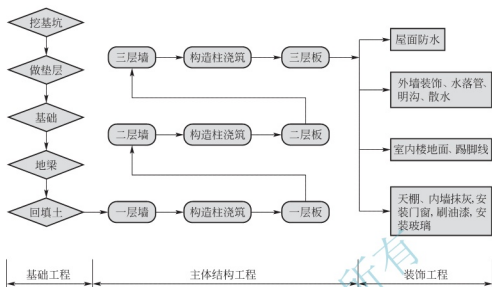 挖基坑
做垫层
基础
地梁
回填土
三层墙
构造柱浇筑
三层板
二层墙
构造柱浇筑
二层板
一层墙
构造柱浇筑
一层板
屋面防水
外墙装饰、水落管、
明沟、散水
室内楼地面、踢脚线
天棚、内墙抹灰,安
装门窗,刷油漆,安
装玻璃
基础工程
主体结构工程
装饰工程
所有